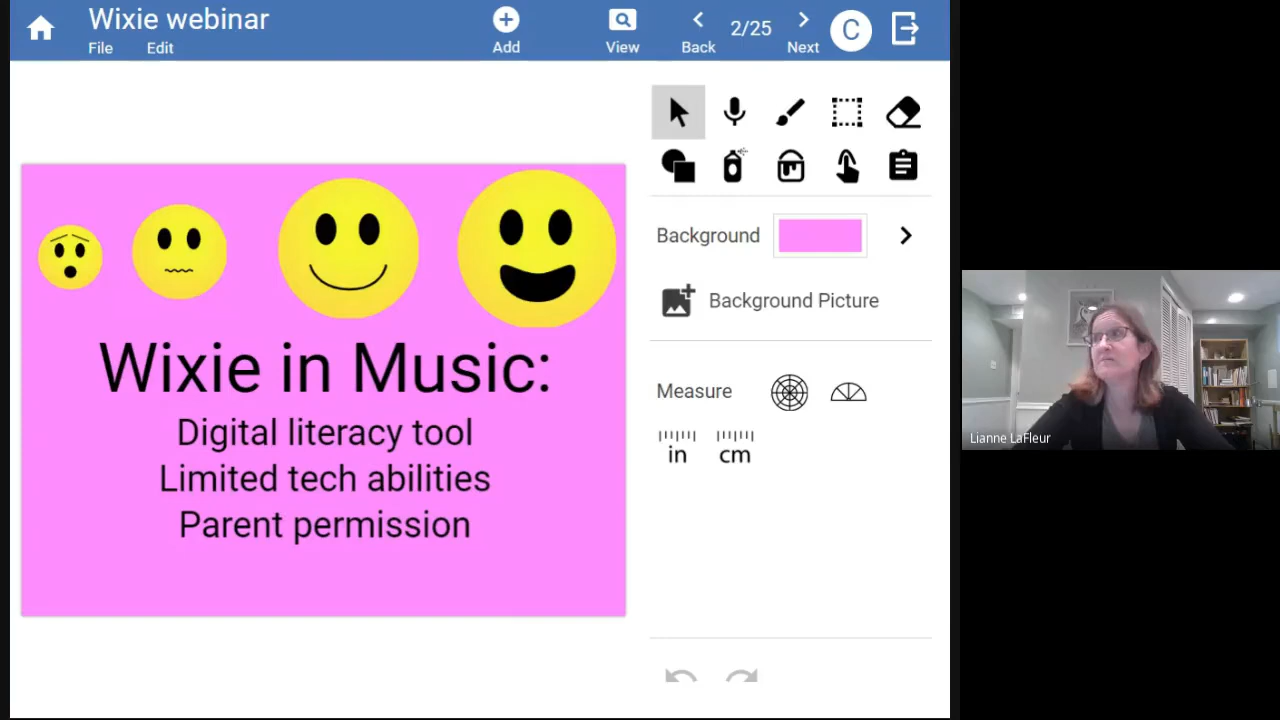 Wixie webinar
File Edit
Add
View
Back
2/25
Next
C
Background
Background Picture
Measure
in
cm
Wixie in Music:
Digital literacy tool
Limited tech abilities
Parent permission
Lianne LaFleur